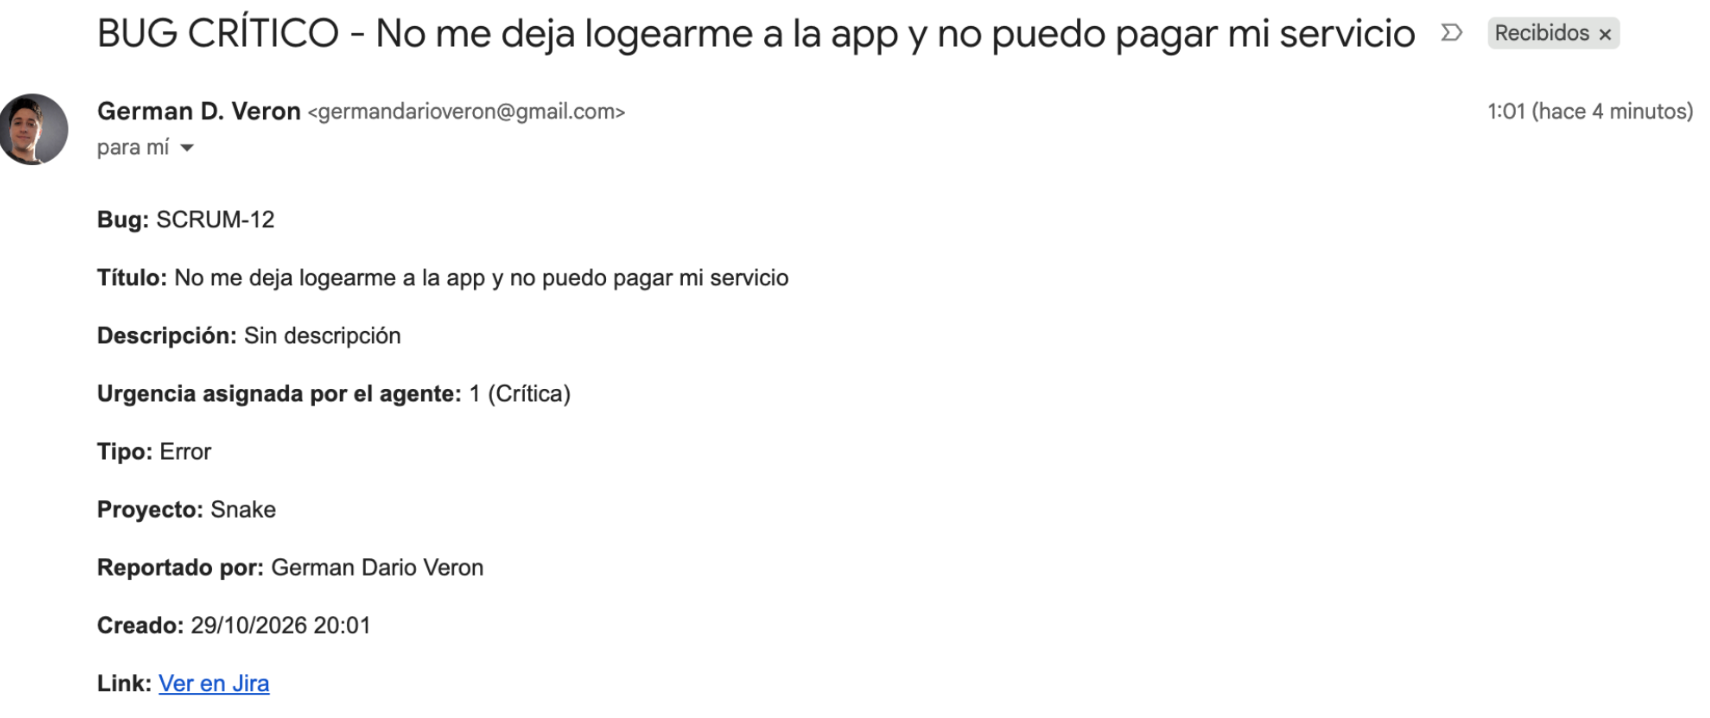 BUG CRÍTICO - No me deja logearme a la app y no puedo pagar mi servicio Recibidos ×
German D. Veron <germandarioveron@gmail.com> 1:01 (hace 4 minutos)
para mí
Bug: SCRUM-12
Título: No me deja logearme a la app y no puedo pagar mi servicio
Descripción: Sin descripción
Urgencia asignada por el agente: 1 (Crítica)
Tipo: Error
Proyecto: Snake
Reportado por: German Dario Veron
Creado: 29/10/2026 20:01
Link: Ver en Jira